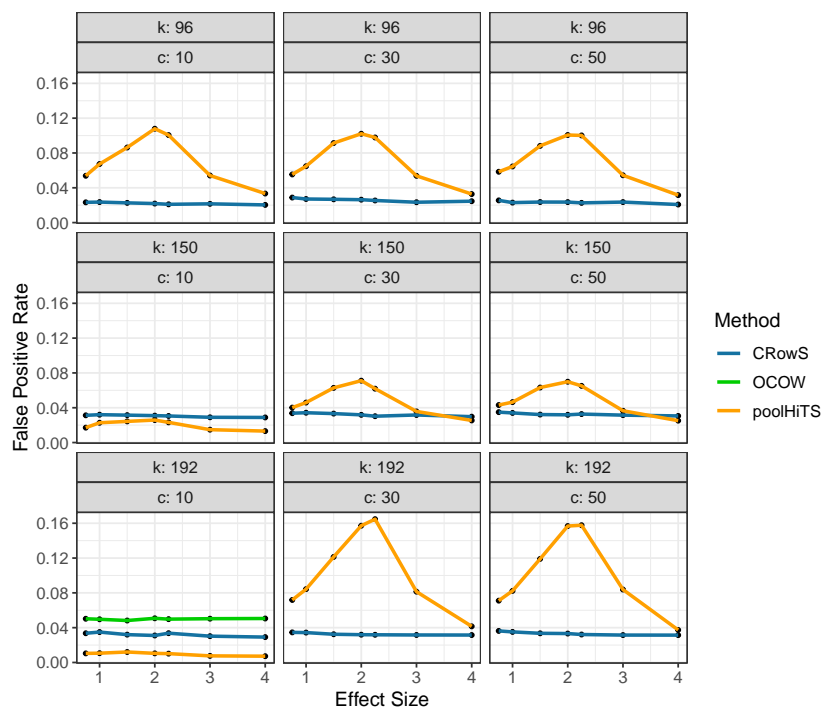 k: 96
k: 96
k: 96
c: 10
c: 30
c: 50
0.16
0.12
0.08
0.04
0.00
k: 150
k: 150
k: 150
c: 10
c: 30
c: 50
0.16
0.12
0.08
0.04
0.00
k: 192
k: 192
k: 192
c: 10
c: 30
c: 50
0.16
0.12
0.08
0.04
0.00
1 2 3 4
1 2 3 4
1 2 3 4
Effect Size
False Positive Rate
Method
CRowS
OCOW
poolHiTS